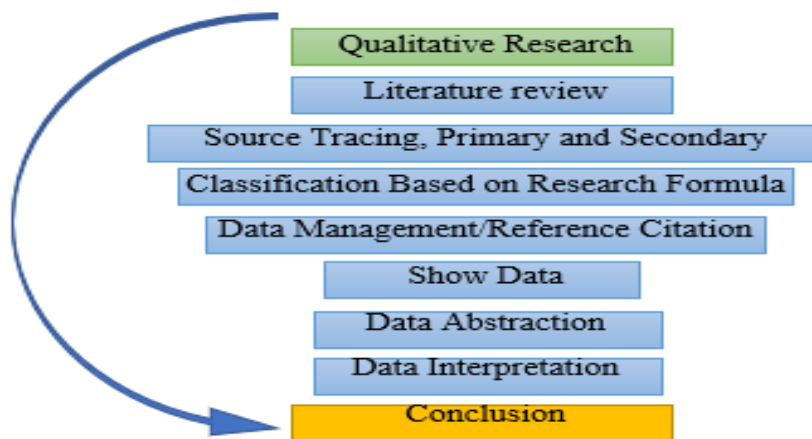 Qualitative Research
Literature review
Source Tracing, Primary and Secondary
Classification Based on Research Formula
Data Management/Reference Citation
Show Data
Data Abstraction
Data Interpretation
Conclusion